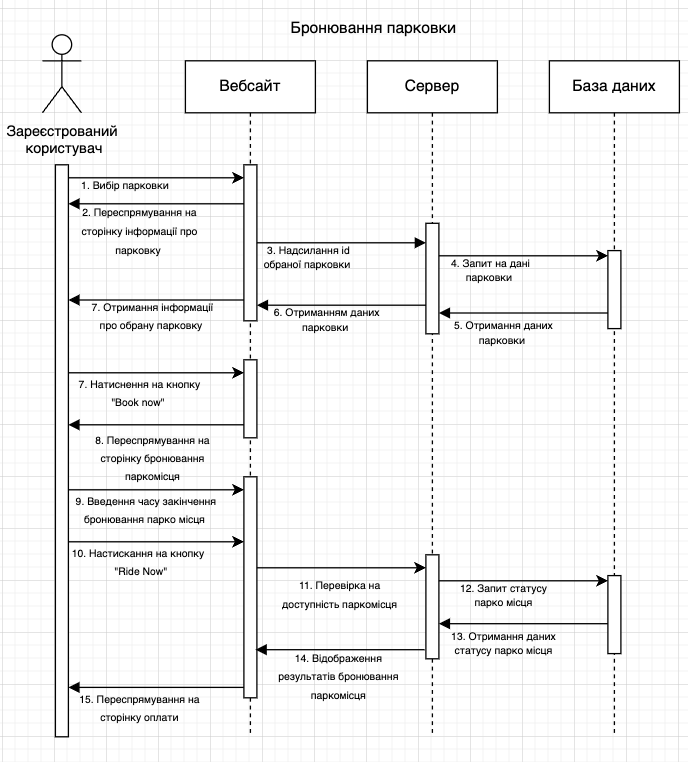 Бронювання парковки
Зареєстрований
користувач
Вебсайт
Сервер
База даних
1. Вибір парковки
2. Переспрямування на
сторінку інформації про
парковку
3. Надсилання id
обраної парковки
4. Запит на дані
парковки
5. Отримання даних
парковки
6. Отриманням даних
парковки
7. Отримання інформації
про обрану парковку
7. Натиснення на кнопку
"Book now"
8. Переспрямування на
сторінку бронювання
паркомісця
9. Введення часу закінчення
бронювання парко місця
10. Настискання на кнопку
"Ride Now"
11. Перевірка на
доступність паркомісця
12. Запит статусу
парко місця
13. Отримання даних
статусу парко місця
14. Відображення
результатів бронювання
паркомісця
15. Переспрямування на
сторінку оплати